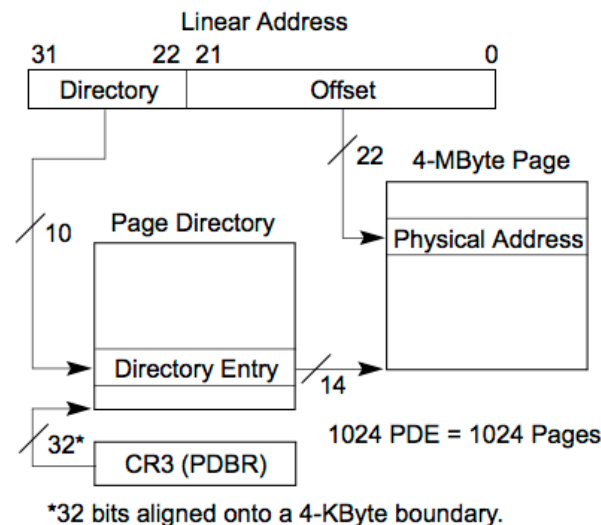 Linear Address
31 22 21 0
Directory Offset
22
4-MByte Page
10
Page Directory
Physical Address
Directory Entry
14
32*
1024 PDE = 1024 Pages
CR3 (PDBR)
*32 bits aligned onto a 4-KByte boundary.